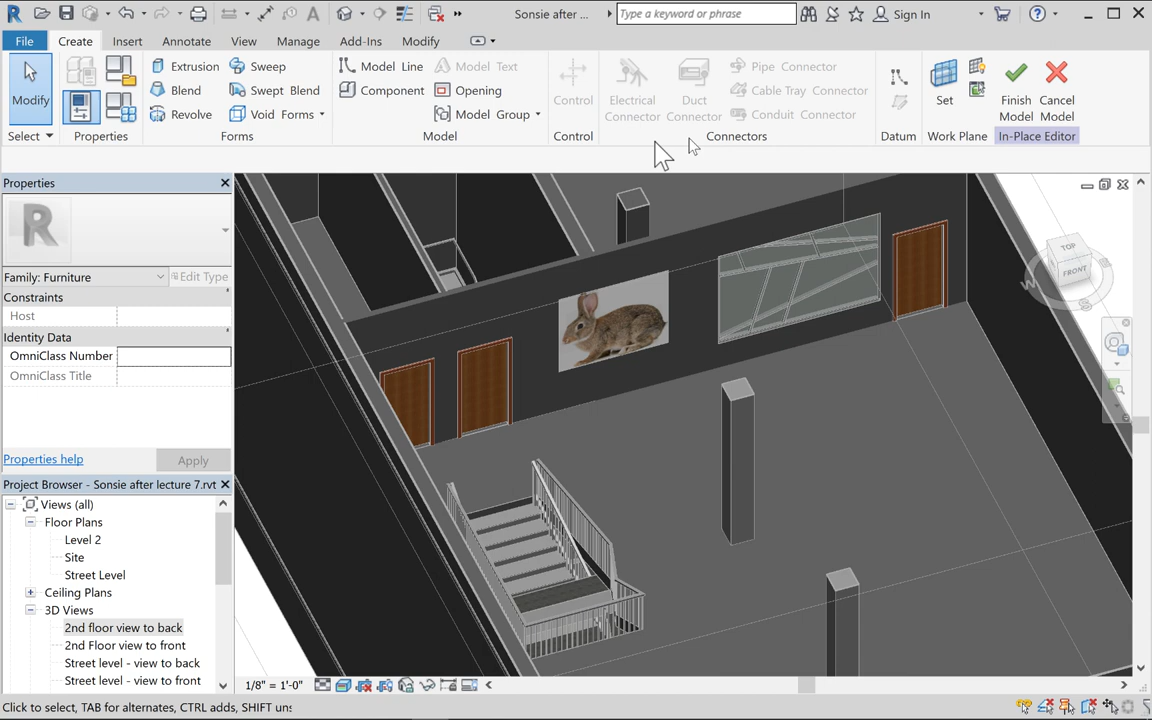 Sonsie after ...
Type a keyword or phrase
Sign In
File
Create
Insert
Annotate
View
Manage
Add-Ins
Modify
Modify
Select
Properties
Extrusion
Blend
Revolve
Sweep
Swept Blend
Void Forms
Forms
Model Line
Component
Model Text
Opening
Model Group
Model
Control
Control
Electrical Connector
Duct Connector
Pipe Connector
Cable Tray Connector
Conduit Connector
Connectors
Datum
Set
Work Plane
Finish Model
Cancel Model
In-Place Editor
Properties
R
Family: Furniture
Edit Type
Constraints
Host
Identity Data
OmniClass Number
OmniClass Title
Properties help
Apply
Project Browser - Sonsie after lecture 7.rvt
Views (all)
Floor Plans
Level 2
Site
Street Level
Ceiling Plans
3D Views
2nd floor view to back
2nd Floor view to front
Street level - view to back
Street level - view to front
TOP
FRONT
W
S
1/8" = 1'-0"
Click to select, TAB for alternates, CTRL adds, SHIFT uns